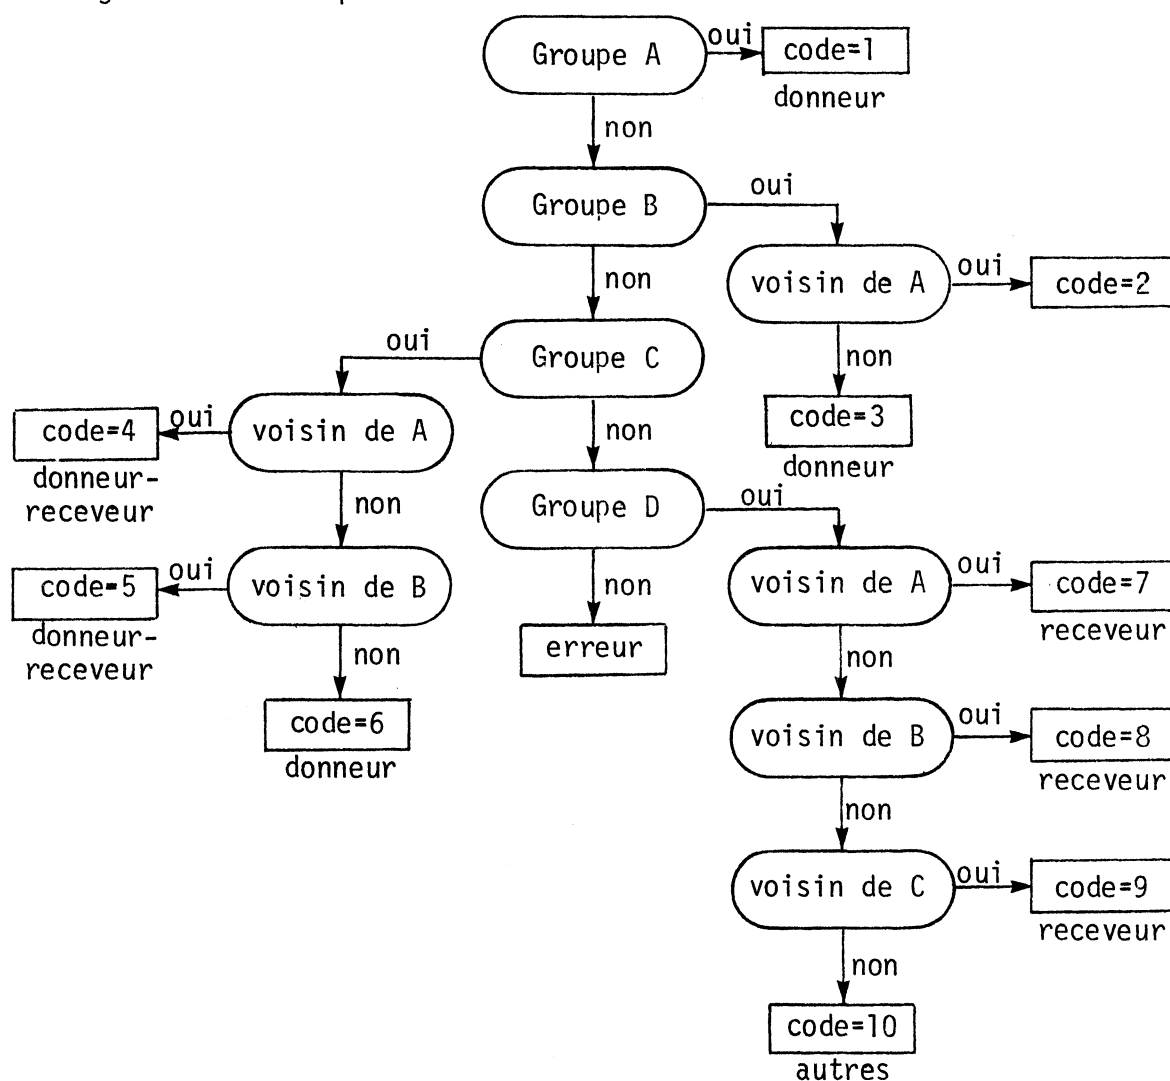 Groupe A
oui
code=1
donneur
non
Groupe B
oui
voisin de A
oui
code=2
non
code=3
donneur
non
Groupe C
oui
voisin de A
oui
code=4
donneur-
receveur
non
voisin de B
oui
code=5
donneur-
receveur
non
code=6
donneur
non
Groupe D
oui
non
erreur
voisin de A
oui
code=7
receveur
non
voisin de B
oui
code=8
receveur
non
voisin de C
oui
code=9
receveur
non
code=10
autres